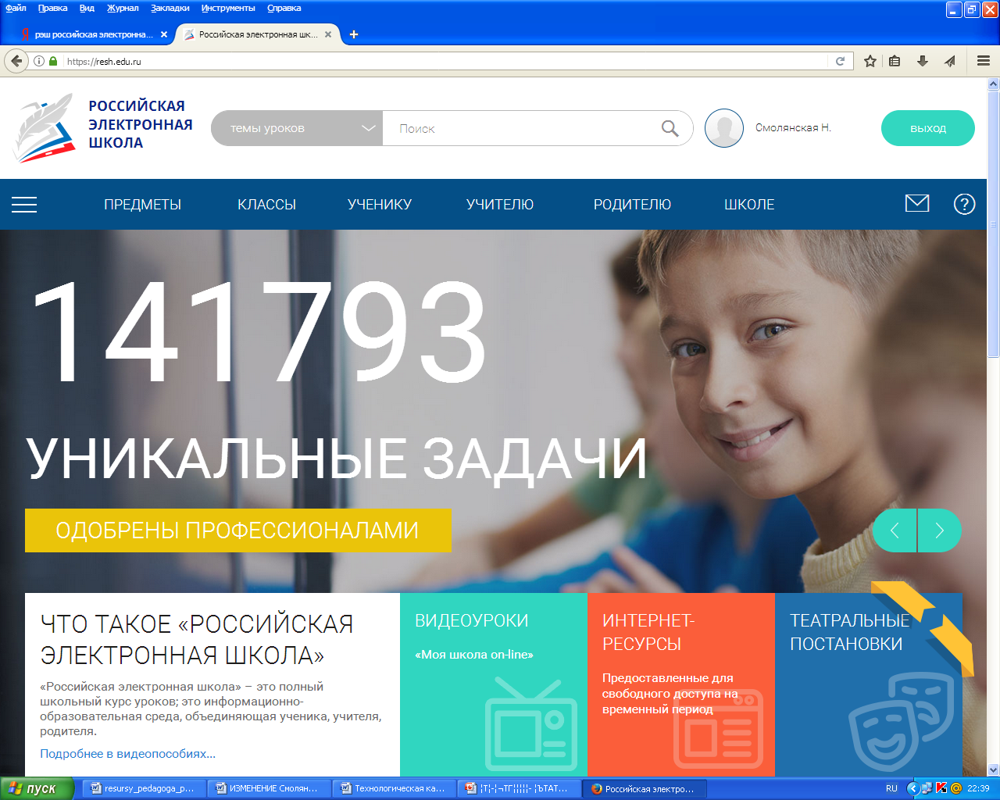 Файл Правка Вид Журнал Закладки Инструменты Справка
рэш российская электронна... Российская электронная шк...
https://resh.edu.ru
РОССИЙСКАЯ
ЭЛЕКТРОННАЯ
ШКОЛА
темы уроков Поиск Смолянская Н. выход
ПРЕДМЕТЫ КЛАССЫ УЧЕНИКУ УЧИТЕЛЮ РОДИТЕЛЮ ШКОЛЕ
141793
УНИКАЛЬНЫЕ ЗАДАЧИ
ОДОБРЕНЫ ПРОФЕССИОНАЛАМИ
ЧТО ТАКОЕ «РОССИЙСКАЯ
ЭЛЕКТРОННАЯ ШКОЛА»
«Российская электронная школа» – это полный
школьный курс уроков; это информационно-
образовательная среда, объединяющая ученика, учителя,
родителя.
Подробнее в видеопособиях...
ВИДЕОУРОКИ
«Моя школа on-line»
ИНТЕРНЕТ-
РЕСУРСЫ
Предоставленные для
свободного доступа на
временный период
ТЕАТРАЛЬНЫЕ
ПОСТАНОВКИ
пуск resursy_pedagoga_p... ИЗМЕНЕНИЕ Смолян... Технологическая ка... Российская электро... RU 22:39